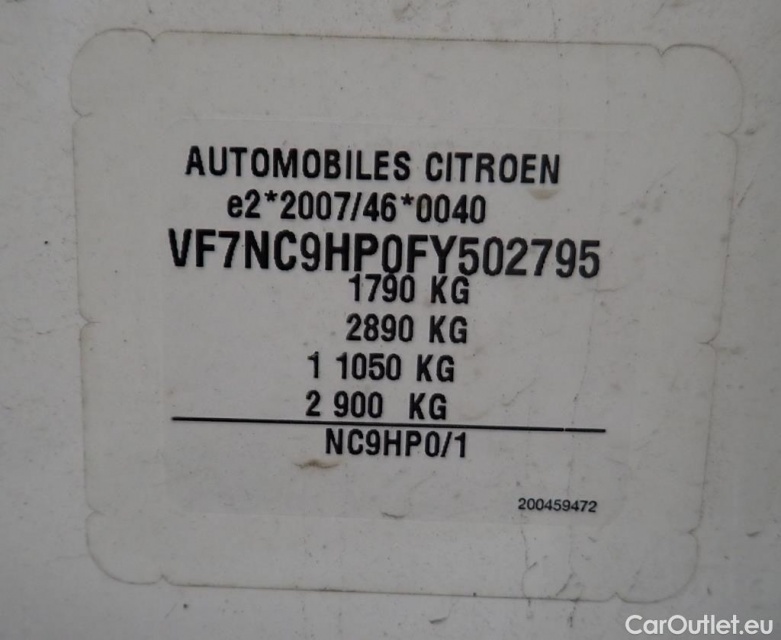 AUTOMOBILES CITROEN
e2*2007/46*0040
VF7NC9HP0FY502795
1790 KG
2890 KG
1 1050 KG
2 900 KG
NC9HP0/1
200459472
CarOutlet.eu